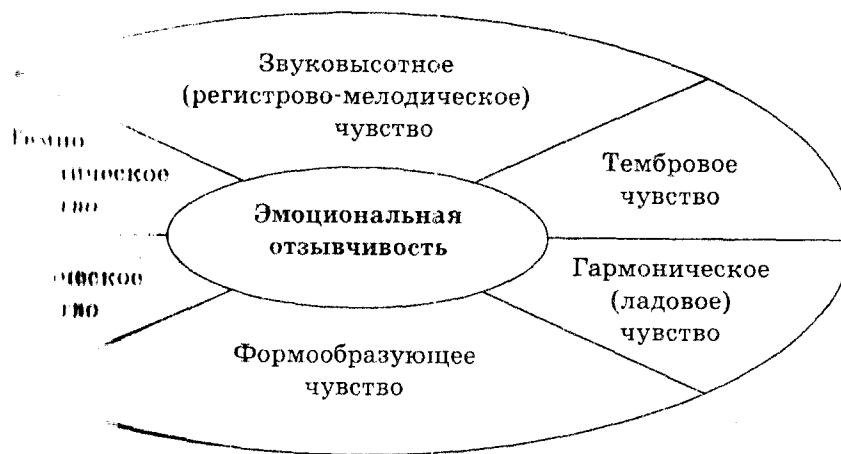 Звуковысотное
(регистрово-мелодическое)
чувство
Тембровое
чувство
Эмоциональная
отзывчивость
Гармоническое
(ладовое)
чувство
Формообразующее
чувство